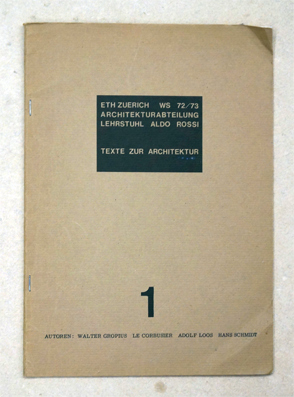 ETH ZUERICH WS 72/73
ARCHITEKTURABTEILUNG
LEHRSTUHL ALDO ROSSI
TEXTE ZUR ARCHITEKTUR
1
AUTOREN: WALTER GROPIUS LE CORBUSIER ADOLF LOOS HANS SCHMIDT